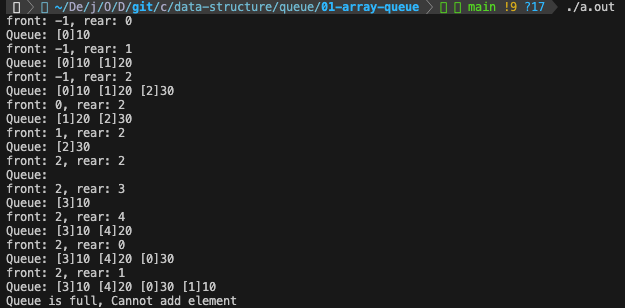 ~/De/j/O/D/git/c/data-structure/queue/01-array-queue main !9 ?17 ./a.out
front: -1, rear: 0
Queue: [0]10
front: -1, rear: 1
Queue: [0]10 [1]20
front: -1, rear: 2
Queue: [0]10 [1]20 [2]30
front: 0, rear: 2
Queue: [1]20 [2]30
front: 1, rear: 2
Queue: [2]30
front: 2, rear: 2
Queue:
front: 2, rear: 3
Queue: [3]10
front: 2, rear: 4
Queue: [3]10 [4]20
front: 2, rear: 0
Queue: [3]10 [4]20 [0]30
front: 2, rear: 1
Queue: [3]10 [4]20 [0]30 [1]10
Queue is full, Cannot add element